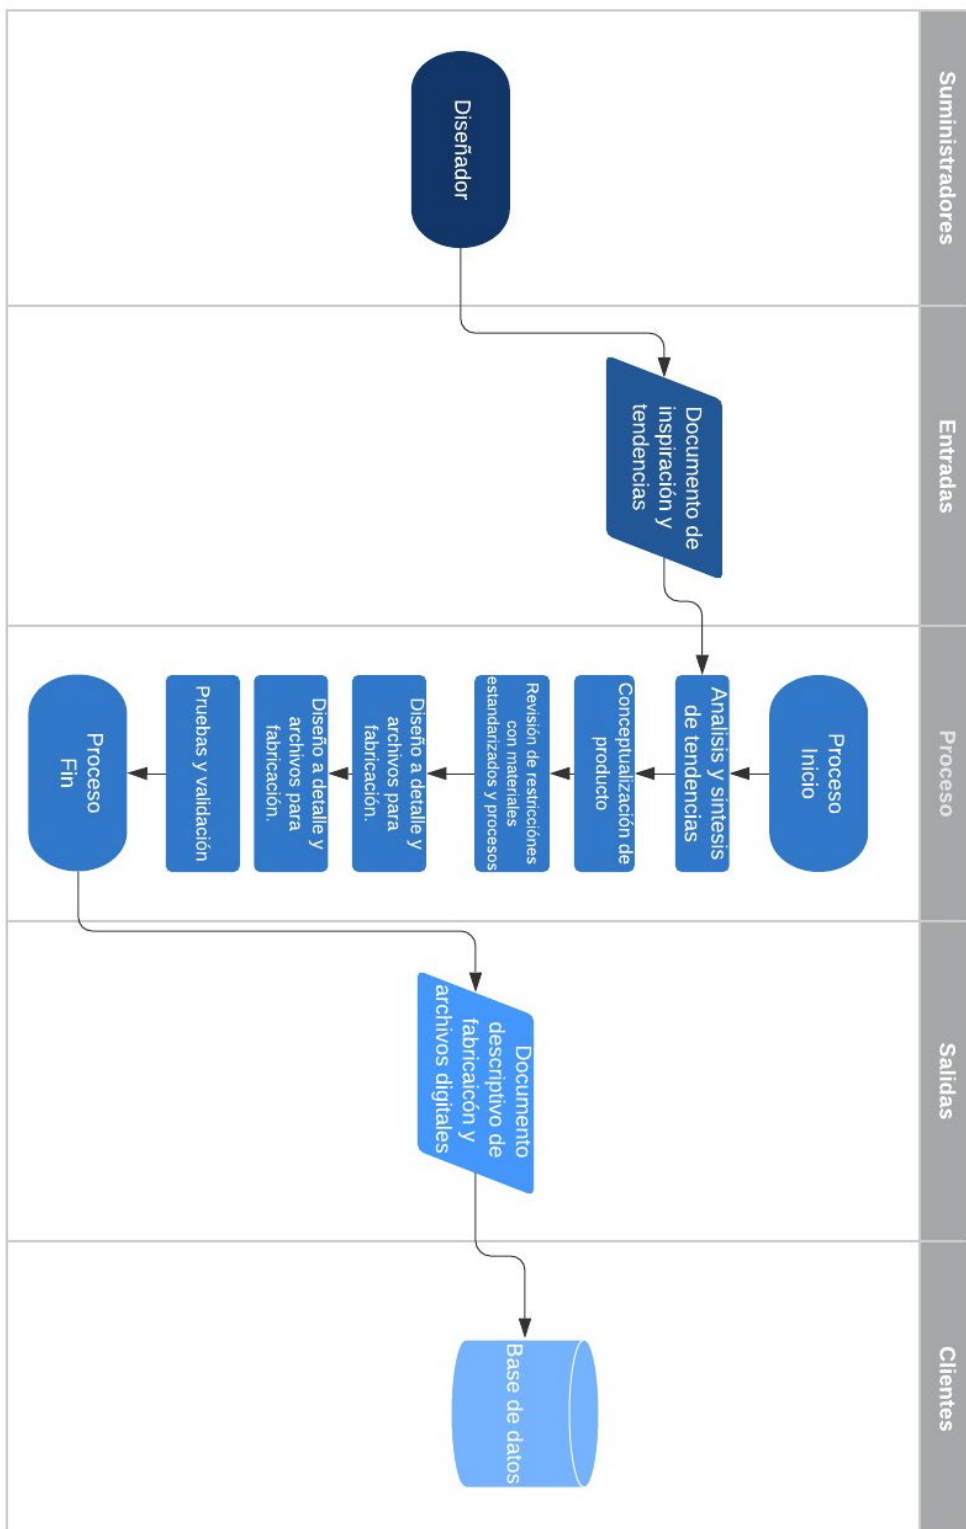 Suministradores
Entradas
Proceso
Salidas
Clientes
Diseñador
Documento de
inspiración y
tendencias
Proceso
Inicio
Analisis y sintesis
de tendencias
Conceptualización de
producto
Revisión de restricciónes
con materiales
estandarizados y procesos
Diseño a detalle y
archivos para
fabricación.
Diseño a detalle y
archivos para
fabricación.
Pruebas y validación
Proceso
Fin
Documento
descriptivo de
fabricaicón y
archivos digitales
Base de datos